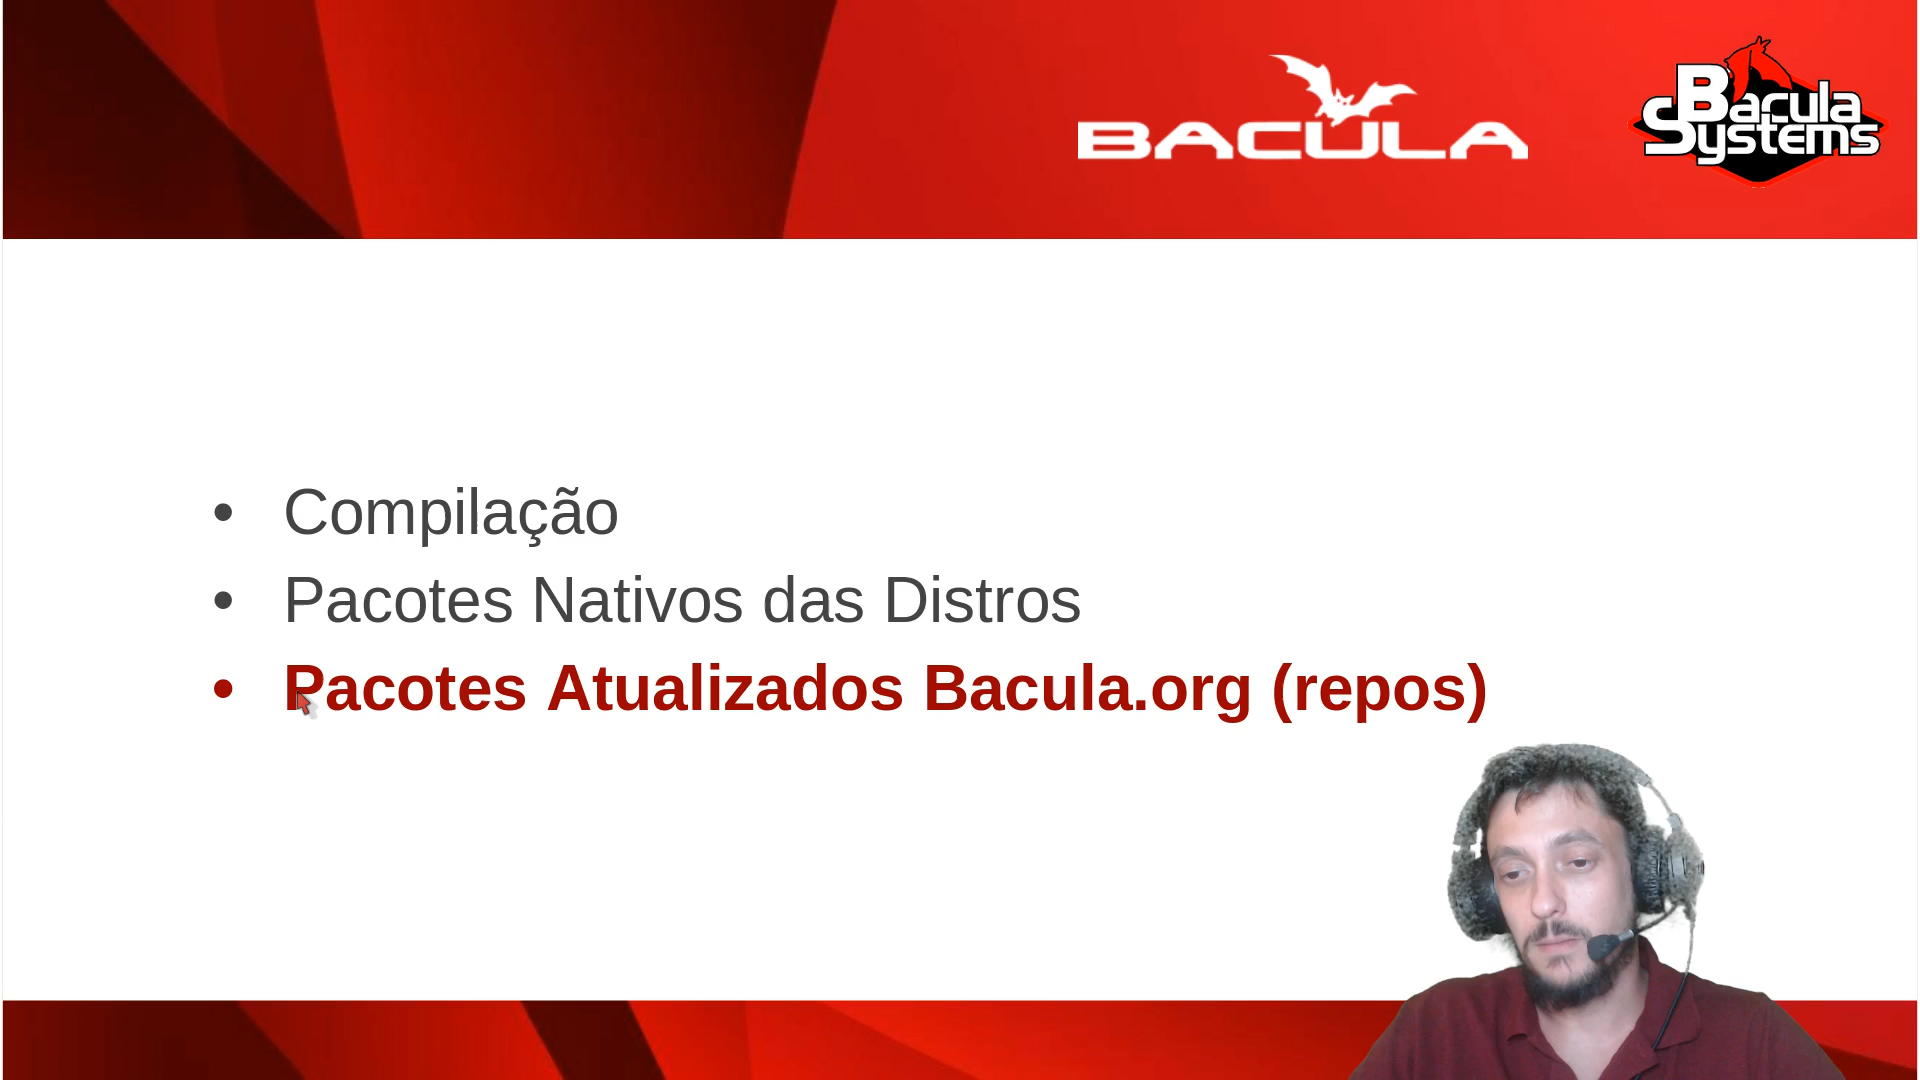 BACULA
Bacula
Systems
• Compilação
• Pacotes Nativos das Distros
• Pacotes Atualizados Bacula.org (repos)